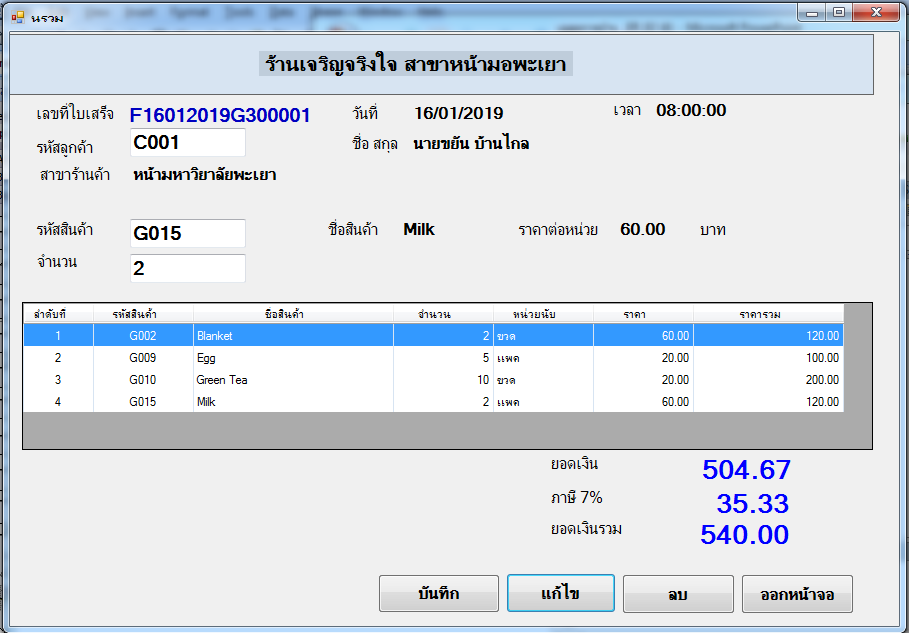 นรวม
ร้านเจริญจริงใจ สาขาหน้ามอพะเยา
เลขที่ใบเสร็จ F16012019G300001 วันที่ 16/01/2019 เวลา 08:00:00
รหัสลูกค้า C001 ชื่อ สกุล นายขยัน บ้านไกล
สาขาร้านค้า หน้ามหาวิยาลัยพะเยา
รหัสสินค้า G015 ชื่อสินค้า Milk ราคาต่อหน่วย 60.00 บาท
จำนวน 2
ลำดับที่ รหัสสินค้า ชื่อสินค้า จำนวน หน่วยนับ ราคา ราคารวม
1 G002 Blanket 2 ขวด 60.00 120.00
2 G009 Egg 5 แพค 20.00 100.00
3 G010 Green Tea 10 ขวด 20.00 200.00
4 G015 Milk 2 แพค 60.00 120.00
ยอดเงิน 504.67
ภาษี 7% 35.33
ยอดเงินรวม 540.00
บันทึก แก้ไข ลบ ออกหน้าจอ